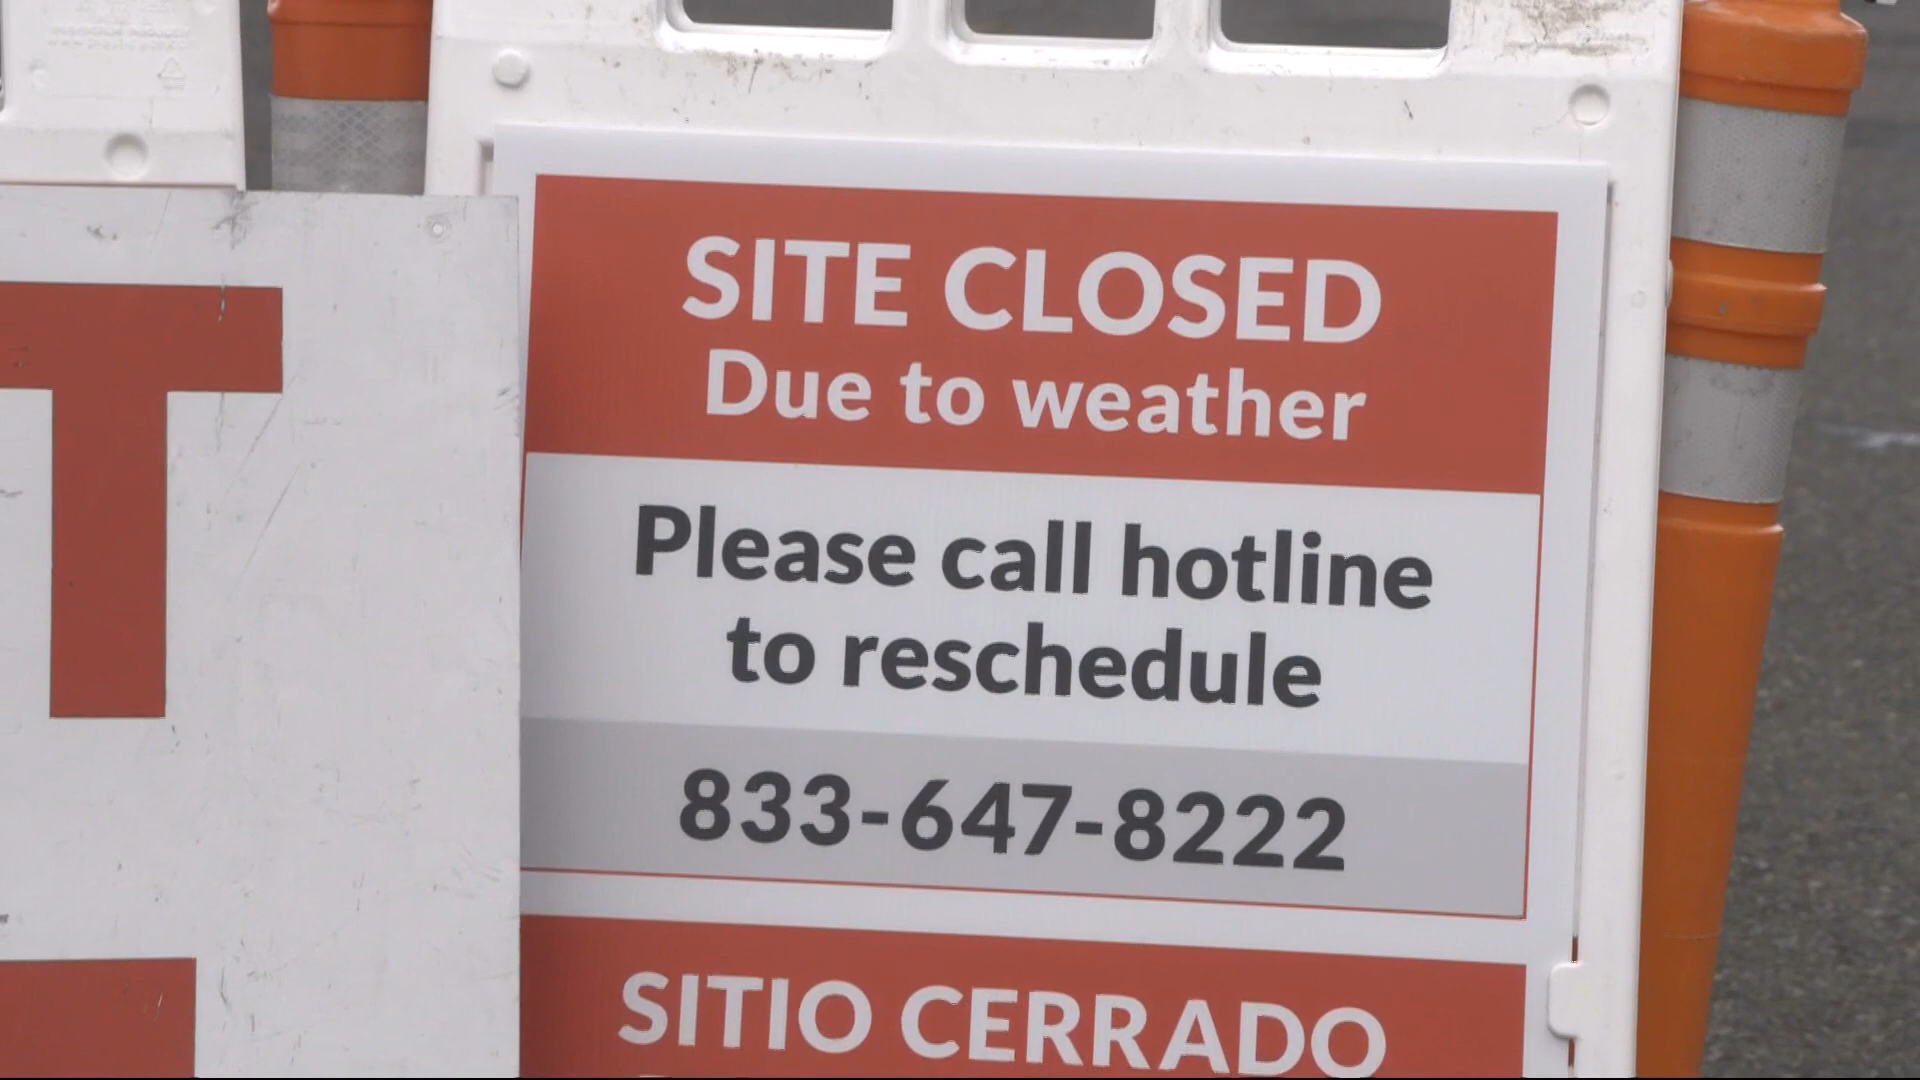 T
SITE CLOSED
Due to weather
Please call hotline
to reschedule
833-647-8222
SITIO CERRADO